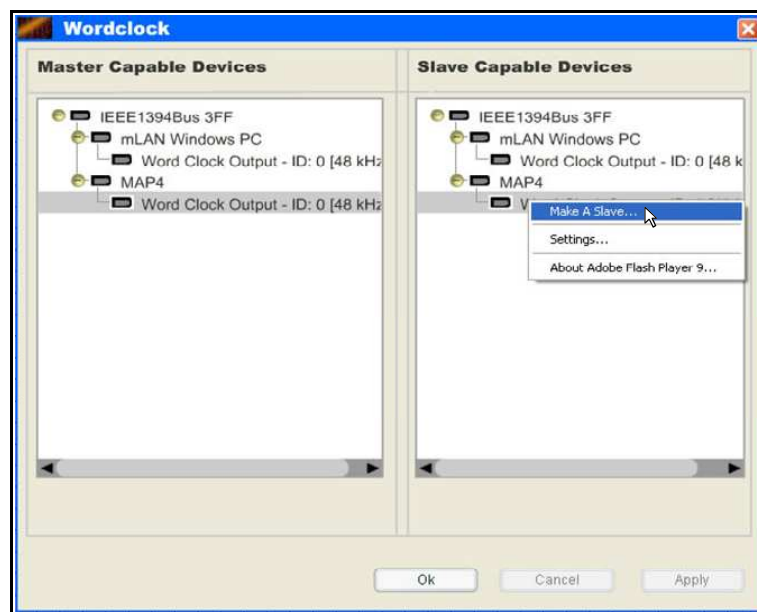 Wordclock
Master Capable Devices
IEEE1394Bus 3FF
mLAN Windows PC
Word Clock Output - ID: 0 [48 kHz
MAP4
Word Clock Output - ID: 0 [48 kHz
Slave Capable Devices
IEEE1394Bus 3FF
mLAN Windows PC
Word Clock Output - ID: 0 [48 k
MAP4
Make A Slave...
Settings...
About Adobe Flash Player 9...
Ok
Cancel
Apply